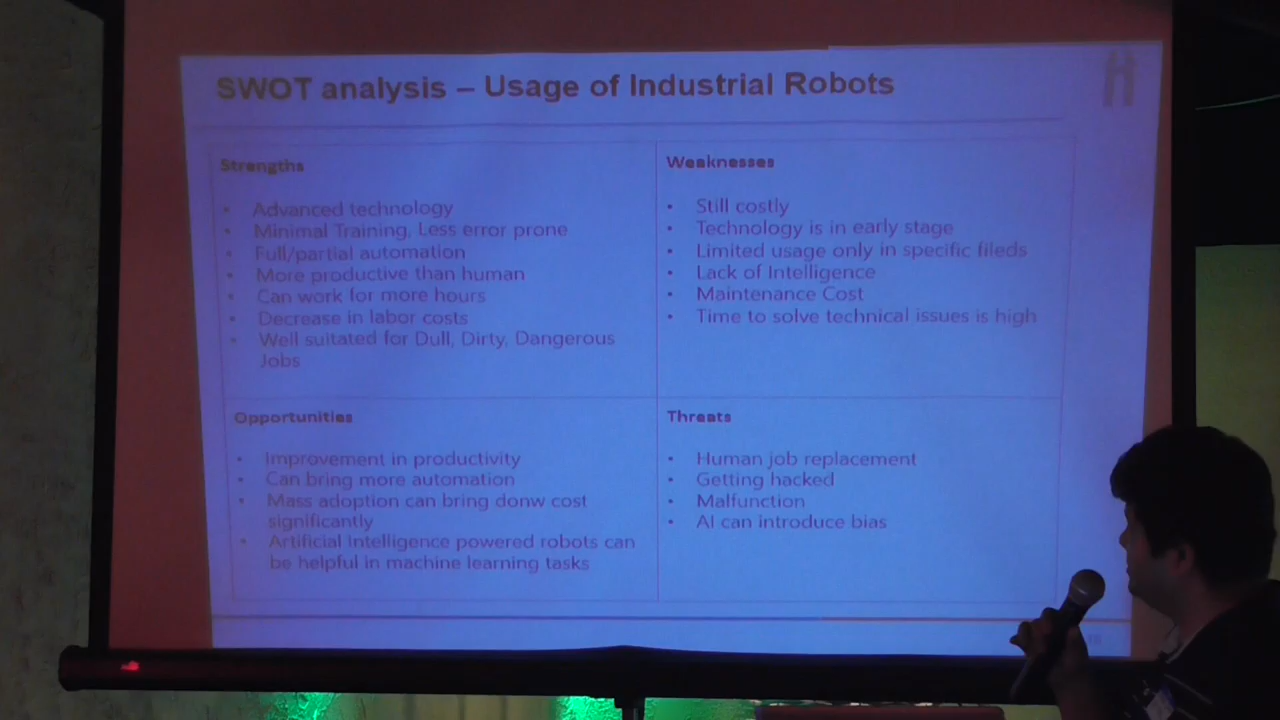 SWOT analysis – Usage of Industrial Robots
Strengths
• Advanced technology
• Minimal Training, Less error prone
• Full/partial automation
• More productive than human
• Can work for more hours
• Decrease in labor costs
• Well suitated for Dull, Dirty, Dangerous
Jobs
Weaknesses
• Still costly
• Technology is in early stage
• Limited usage only in specific fileds
• Lack of Intelligence
• Maintenance Cost
• Time to solve technical issues is high
Opportunities
• Improvement in productivity
• Can bring more automation
• Mass adoption can bring donw cost
significantly
• Artificial Intelligence powered robots can
be helpful in machine learning tasks
Threats
• Human job replacement
• Getting hacked
• Malfunction
• AI can introduce bias